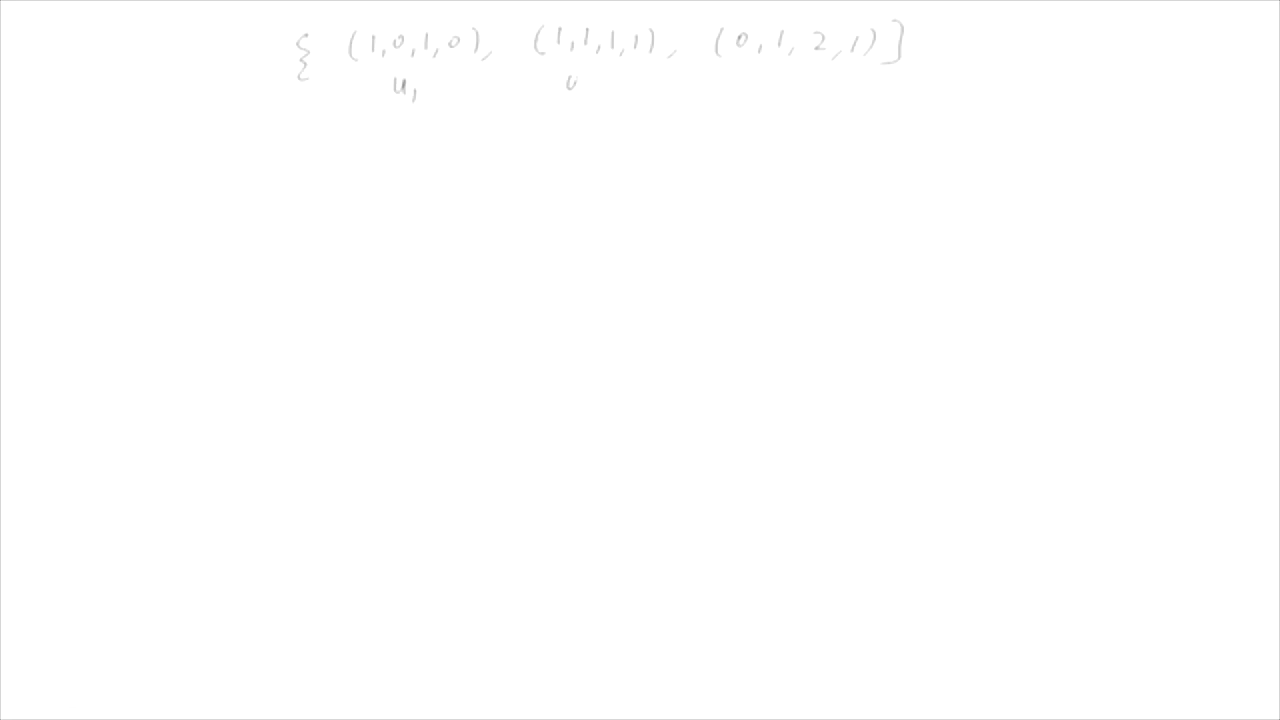 { (1,0,1,0), (1,1,1,1), (0,1,2,1) }
u₁ u